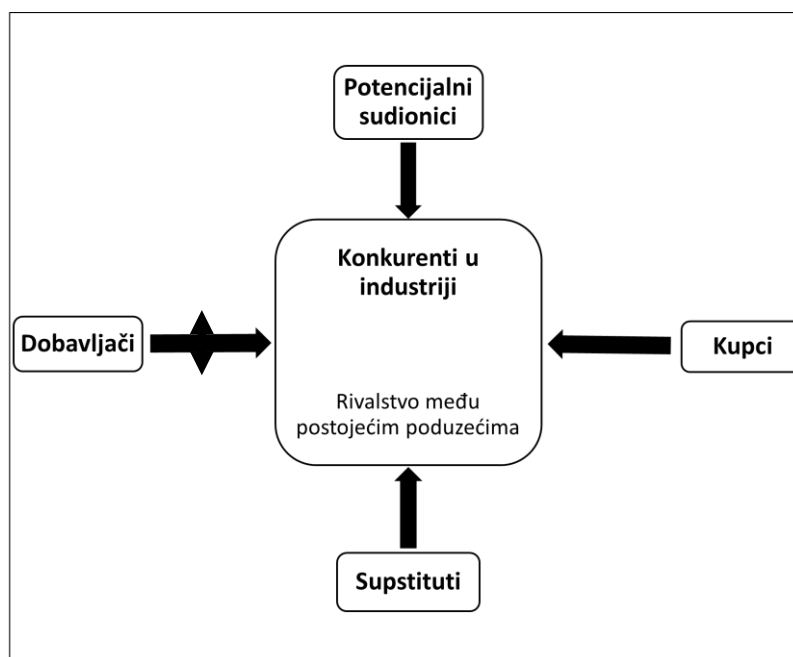 Potencijalni
sudionici
Konkurenti u
industriji
Dobavljači
Kupci
Rivalstvo među
postojećim poduzećima
Supstituti